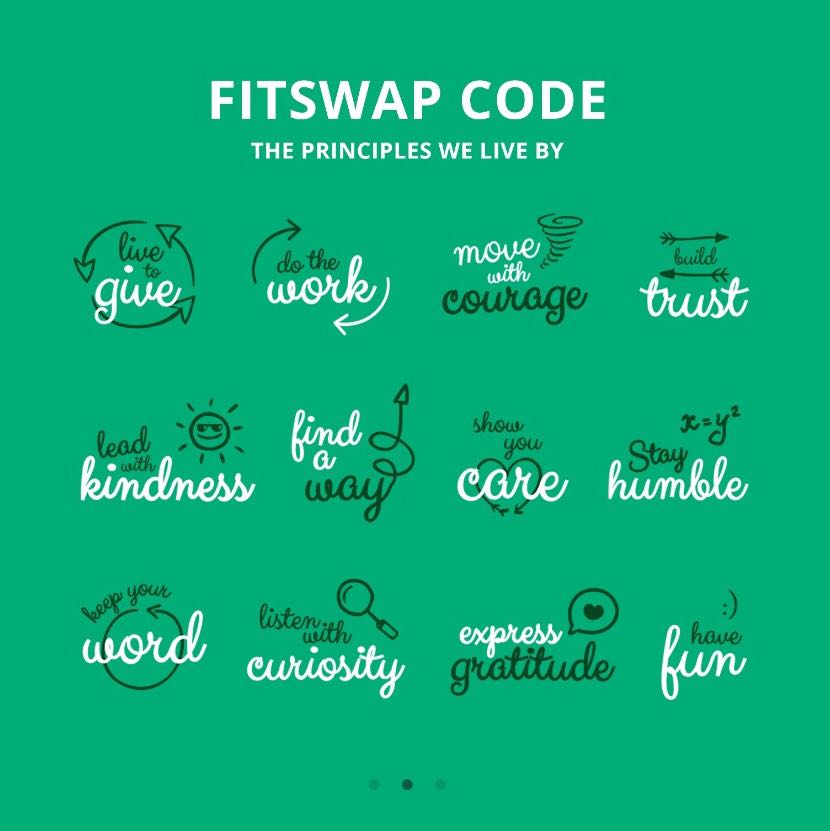 FITSWAP CODE
THE PRINCIPLES WE LIVE BY
live
to
give
do the
work
move
with
courage
build
trust
lead
with
kindness
find
a
way
show
you
care
x=y²
Stay
humble
keep your
word
listen
with
curiosity
express
gratitude
:)
have
fun